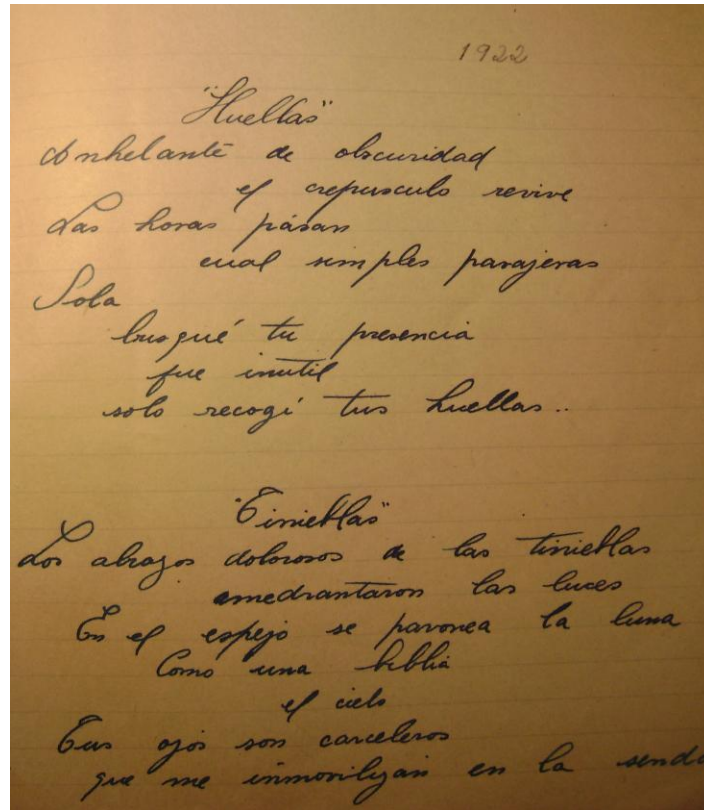 1922
"Huellas"
Anhelante de obscuridad
el crepusculo revive
Las horas pasan
cual simples parajeras
Sola
busqué tu presencia
fue inutil
solo recogí tus huellas..
"Tinieblas"
Los abrazos dolorosos de las tinieblas
amedrantaron las luces
En el espejo se pavonea la luna
Como una biblia
el cielo
Tus ojos son carceleros
que me inmovilizan en la senda